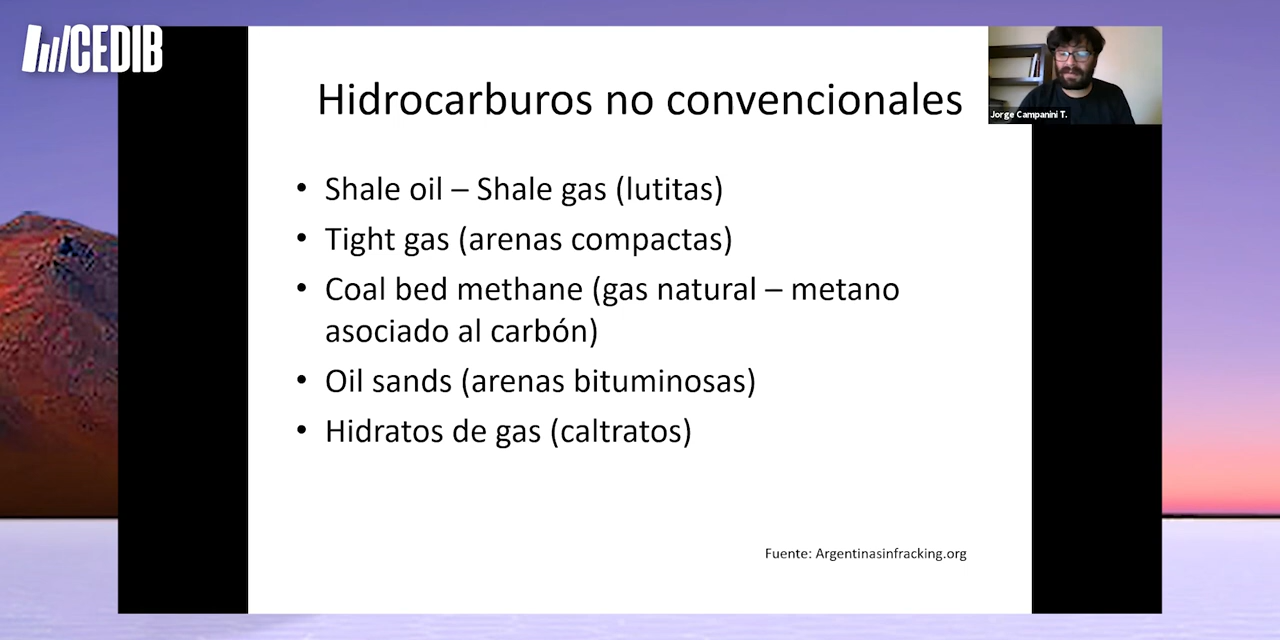 CEDIB
Hidrocarburos no convencionales
Jorge Campanini T.
• Shale oil – Shale gas (lutitas)
• Tight gas (arenas compactas)
• Coal bed methane (gas natural – metano
asociado al carbón)
• Oil sands (arenas bituminosas)
• Hidratos de gas (caltratos)
Fuente: Argentinasinfracking.org